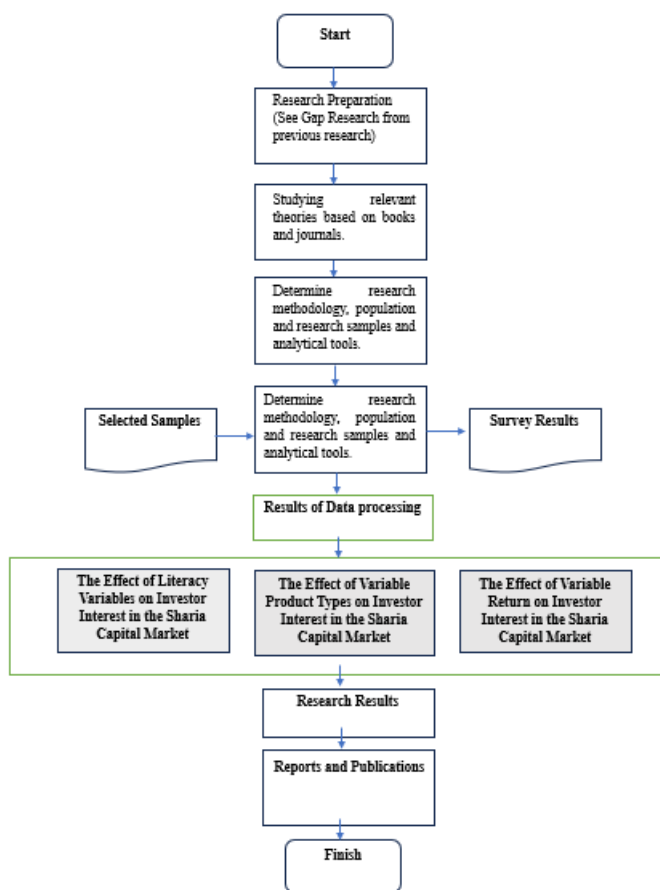 Start
Research Preparation
(See Gap Research from
previous research)
Studying relevant
theories based on books
and journals.
Determine research
methodology, population
and research samples and
analytical tools.
Selected Samples
Determine research
methodology, population
and research samples and
analytical tools.
Survey Results
Results of Data processing
The Effect of Literacy
Variables on Investor
Interest in the Sharia
Capital Market
The Effect of Variable
Product Types on Investor
Interest in the Sharia
Capital Market
The Effect of Variable
Return on Investor
Interest in the Sharia
Capital Market
Research Results
Reports and Publications
Finish